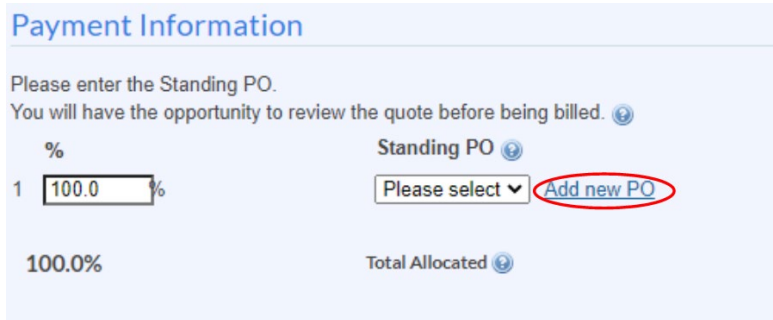 Payment Information
Please enter the Standing PO.
You will have the opportunity to review the quote before being billed. ?
% Standing PO ?
1 100.0 % Please select Add new PO
100.0% Total Allocated ?